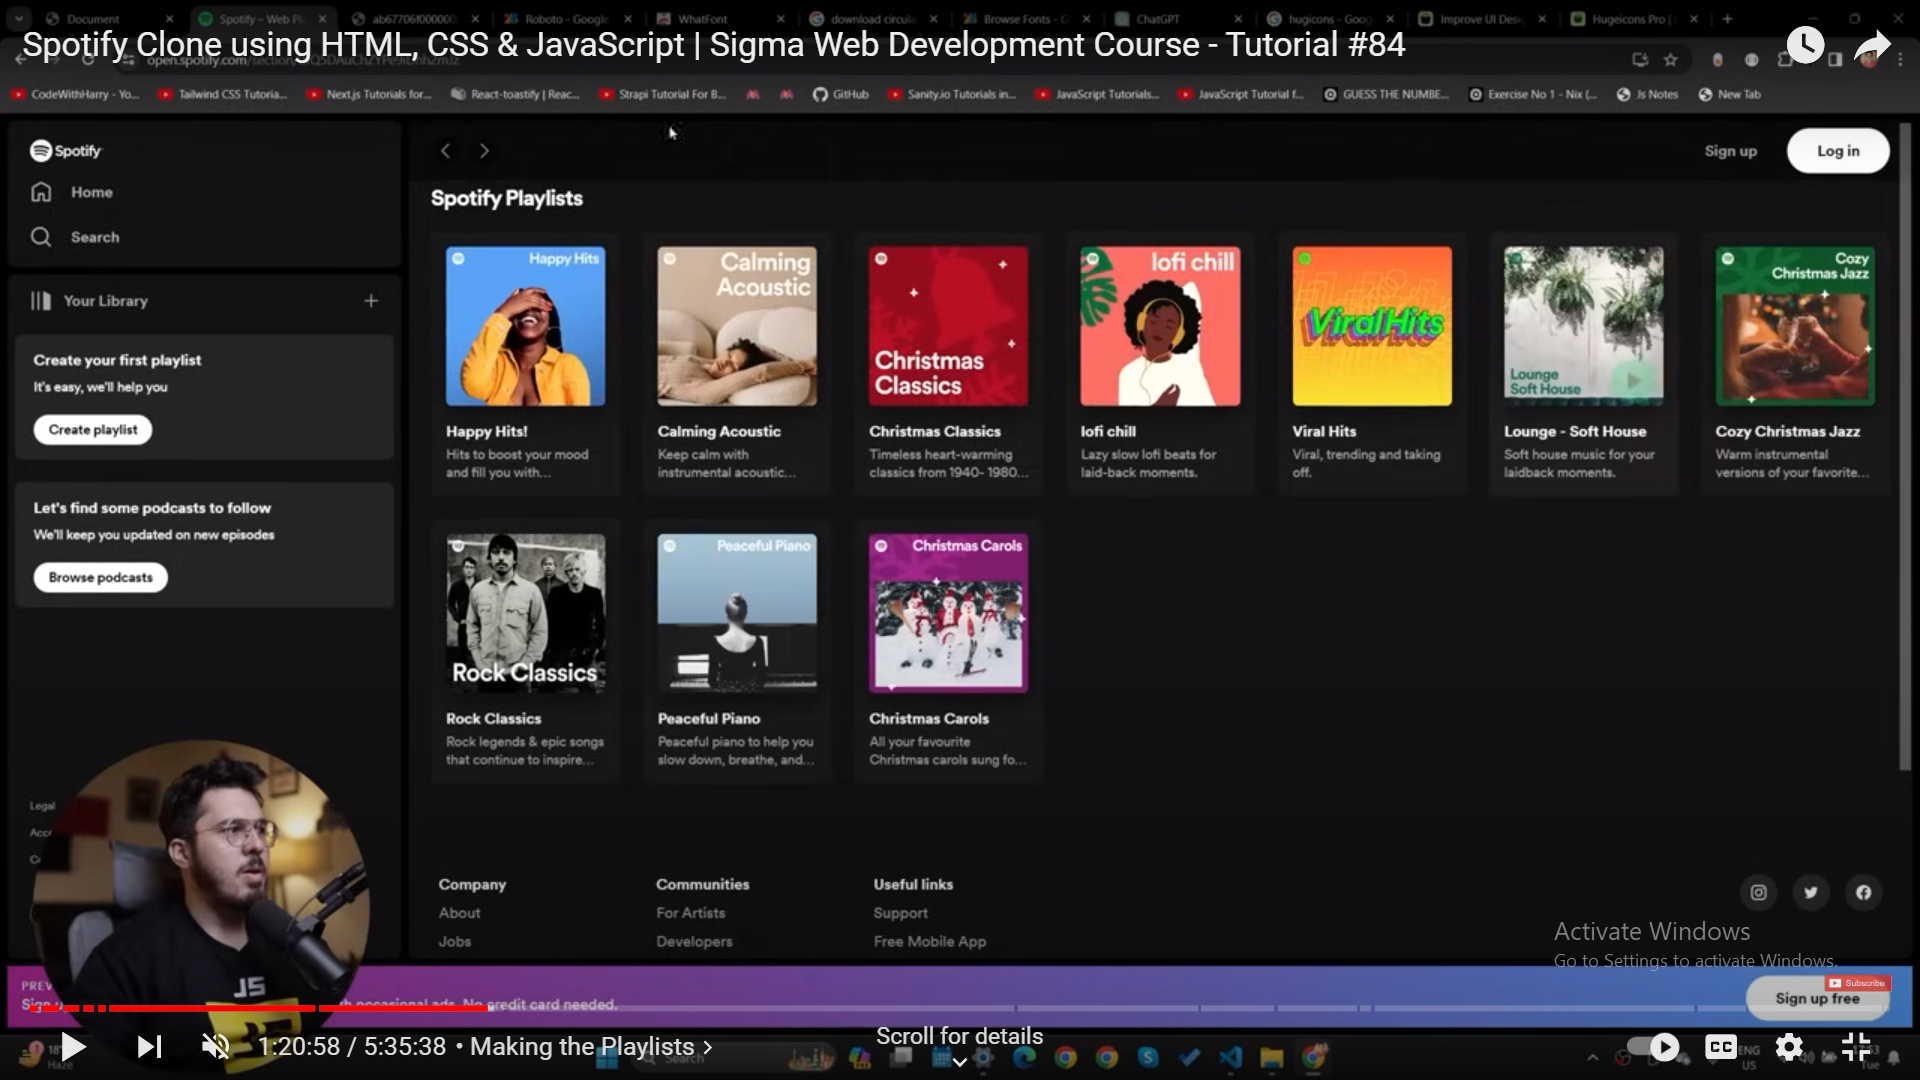 Document
Spotify – Web Pl
ab67706f000000
Roboto - Google
WhatFont
download circula
Browse Fonts - G
ChatGPT
hugicons - Goog
Improve UI Desi
Hugeicons Pro |
Spotify Clone using HTML, CSS & JavaScript | Sigma Web Development Course - Tutorial #84
CodeWithHarry - Yo...
Tailwind CSS Tutoria...
Next.js Tutorials for...
React-toastify | Reac...
Strapi Tutorial For B...
GitHub
Sanity.io Tutorials in...
JavaScript Tutorials...
JavaScript Tutorial f...
GUESS THE NUMBE...
Exercise No 1 - Nix (...
Js Notes
New Tab
Spotify
Home
Search
Your Library
Create your first playlist
It's easy, we'll help you
Create playlist
Let's find some podcasts to follow
We'll keep you updated on new episodes
Browse podcasts
Legal
Sign up
Log in
Spotify Playlists
Happy Hits
Happy Hits!
Hits to boost your mood
and fill you with...
Calming
Acoustic
Calming Acoustic
Keep calm with
instrumental acoustic...
Christmas
Classics
Christmas Classics
Timeless heart-warming
classics from 1940- 1980...
lofi chill
lofi chill
Lazy slow lofi beats for
laid-back moments.
Viral Hits
Viral Hits
Viral, trending and taking
off.
Lounge
Soft House
Lounge - Soft House
Soft house music for your
laidback moments.
Cozy
Christmas Jazz
Cozy Christmas Jazz
Warm instrumental
versions of your favorite...
Rock Classics
Rock Classics
Rock legends & epic songs
that continue to inspire...
Peaceful Piano
Peaceful Piano
Peaceful piano to help you
slow down, breathe, and...
Christmas Carols
Christmas Carols
All your favourite
Christmas carols sung fo...
Company
About
Jobs
Communities
For Artists
Developers
Useful links
Support
Free Mobile App
Activate Windows
Go to Settings to activate Windows.
JS
PREV
occasional ads. No credit card needed.
Subscribe
Sign up free
1:20:58 / 5:35:38 • Making the Playlists
Scroll for details
Search
CC
ENG
US
Haze
Tue